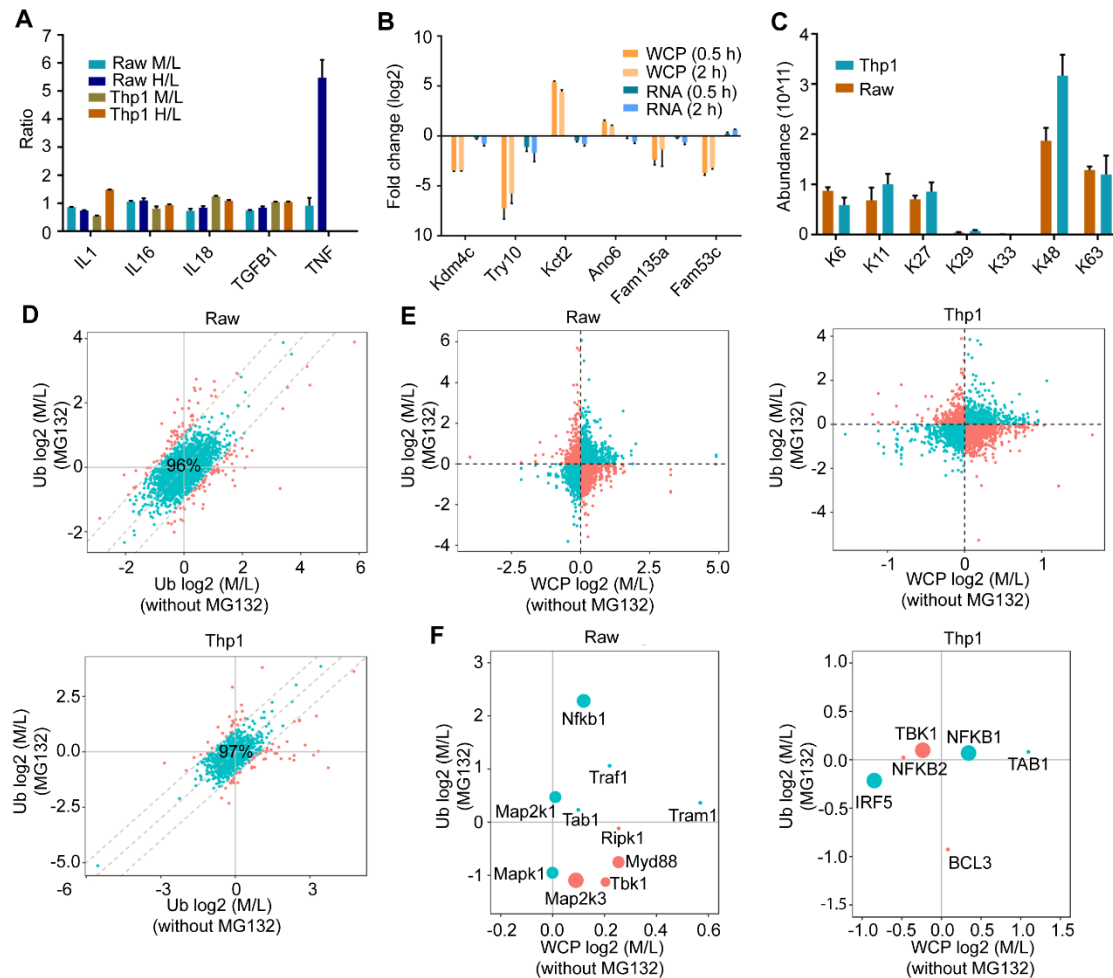 A
Raw M/L
Raw H/L
Thp1 M/L
Thp1 H/L
Ratio
7
6
5
4
3
2
1
0
IL1
IL16
IL18
TGFB1
TNF
B
WCP (0.5 h)
WCP (2 h)
RNA (0.5 h)
RNA (2 h)
Fold change (log2)
10
5
0
-5
10
Kdm4c
Try10
Kct2
Ano6
Fam135a
Fam53c
C
Thp1
Raw
Abundance (10^11)
4
3
2
1
0
K6
K11
K27
K29
K33
K48
K63
D
Raw
Ub log2 (M/L)
(MG132)
4
2
0
-2
96%
-2
0
2
4
6
Ub log2 (M/L)
(without MG132)
Thp1
Ub log2 (M/L)
(MG132)
2.5
0.0
-2.5
-5.0
97%
-6
-3
0
3
Ub log2 (M/L)
(without MG132)
E
Raw
Ub log2 (M/L)
(MG132)
6
4
2
0
-2
-4
-2.5
0.0
2.5
5.0
WCP log2 (M/L)
(without MG132)
Thp1
Ub log2 (M/L)
(MG132)
4
2
0
-2
-4
-1
0
1
WCP log2 (M/L)
(without MG132)
F
Raw
Ub log2 (M/L)
(MG132)
3
2
1
0
-1
Nfkb1
Traf1
Map2k1
Tab1
Tram1
Ripk1
Myd88
Mapk1
Tbk1
Map2k3
-0.2
0.0
0.2
0.4
0.6
WCP log2 (M/L)
(without MG132)
Thp1
Ub log2 (M/L)
(MG132)
1.0
0.5
0.0
-0.5
-1.0
-1.5
TBK1
NFKB1
NFKB2
TAB1
IRF5
BCL3
-1.0
-0.5
0.0
0.5
1.0
1.5
WCP log2 (M/L)
(without MG132)